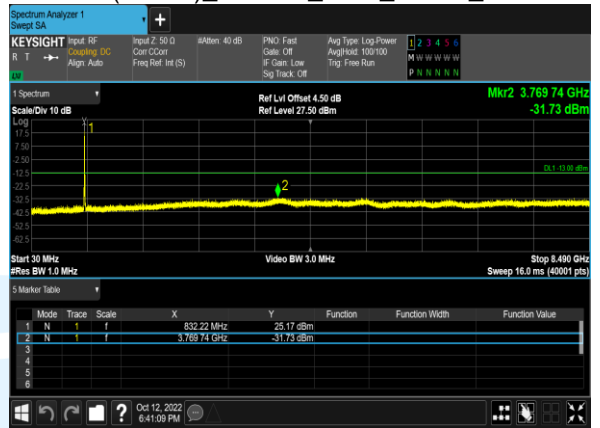 Spectrum Analyzer 1
Swept SA
KEYSIGHT
R T
LW
Input: RF
Coupling: DC
Align: Auto
Input Z: 50 Ω
Corr CCorr
Freq Ref: Int (S)
#Atten: 40 dB
PNO: Fast
Gate: Off
IF Gain: Low
Sig Track: Off
Avg Type: Log-Power
Avg|Hold: 100/100
Trig: Free Run
1 2 3 4 5 6
M W W W W W
P N N N N N
1 Spectrum
Scale/Div 10 dB
Ref Lvl Offset 4.50 dB
Ref Level 27.50 dBm
Mkr2 3.769 74 GHz
-31.73 dBm
Log
17.5
7.50
-2.50
-12.5
-22.5
-32.5
-42.5
-52.5
-62.5
1
2
DL1 -13.00 dBm
Start 30 MHz
#Res BW 1.0 MHz
Video BW 3.0 MHz
Stop 8.490 GHz
Sweep 16.0 ms (40001 pts)
5 Marker Table
Mode Trace Scale X Y Function Function Width Function Value
1 N 1 f 832.22 MHz 25.17 dBm
2 N 1 f 3.769 74 GHz -31.73 dBm
3
4
5
6
?
Oct 12, 2022
6:41:09 PM